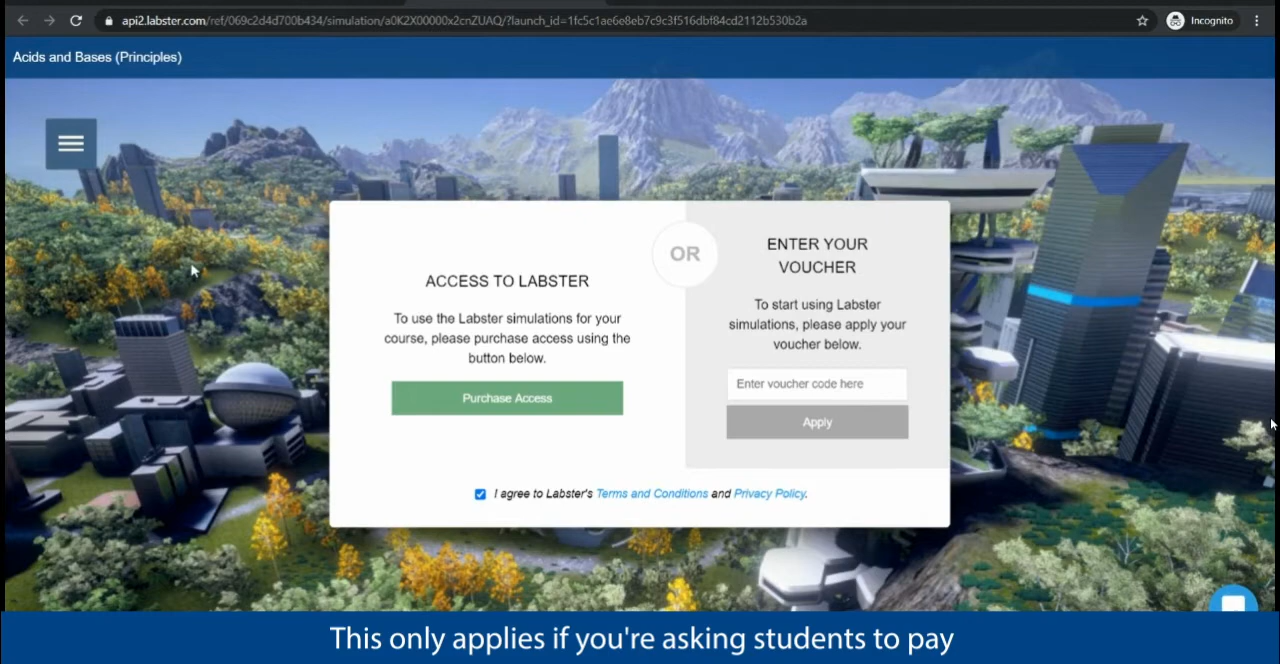 api2.labster.com/ref/069c2d4d700b434/simulation/a0K2X00000x2cnZUAQ/?launch_id=1fc5c1ae6e8eb7c9c3f516dbf84cd2112b530b2a
Incognito
Acids and Bases (Principles)
ACCESS TO LABSTER
To use the Labster simulations for your
course, please purchase access using the
button below.
Purchase Access
OR
ENTER YOUR
VOUCHER
To start using Labster
simulations, please apply your
voucher below.
Enter voucher code here
Apply
I agree to Labster's Terms and Conditions and Privacy Policy.
This only applies if you're asking students to pay